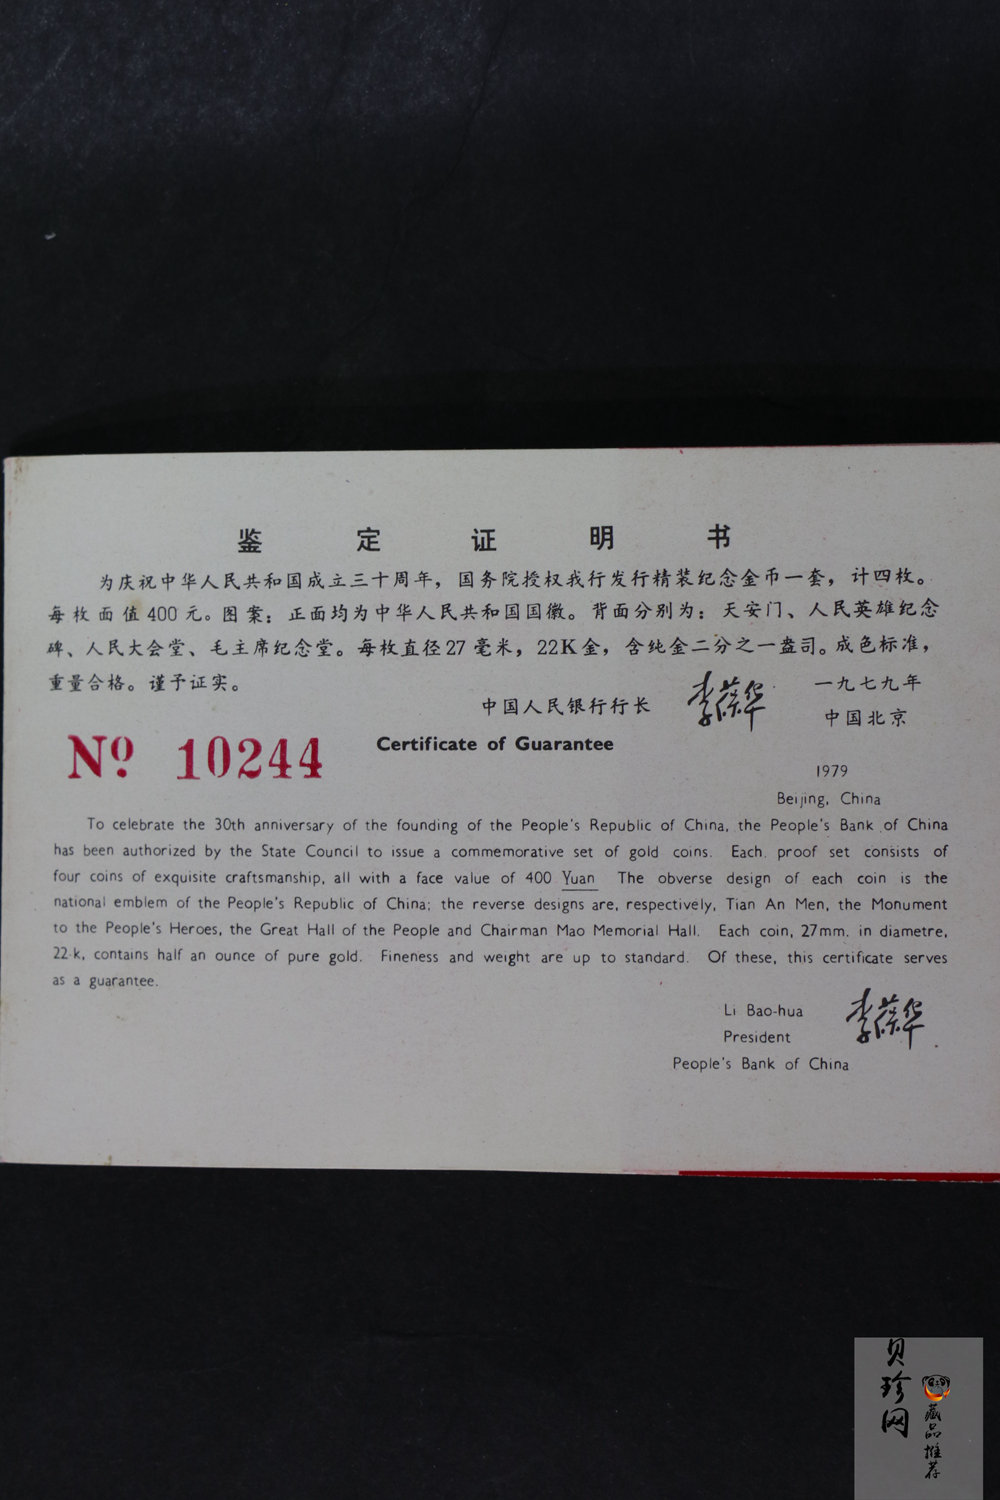 鉴定证明书
为庆祝中华人民共和国成立三十周年，国务院授权我行发行精装纪念金币一套，计四枚。
每枚面值400元。图案：正面均为中华人民共和国国徽。背面分别为：天安门、人民英雄纪念
碑、人民大会堂、毛主席纪念堂。每枚直径27毫米，22K金，含纯金二分之一盎司。成色标准，
重量合格。谨予证实。
中国人民银行行长 李葆华 一九七九年
中国北京
Nº 10244
Certificate of Guarantee
1979
Beijing, China
To celebrate the 30th anniversary of the founding of the People's Republic of China, the People's Bank of China
has been authorized by the State Council to issue a commemorative set of gold coins. Each proof set consists of
four coins of exquisite craftsmanship, all with a face value of 400 Yuan The obverse design of each coin is the
national emblem of the People's Republic of China; the reverse designs are, respectively, Tian An Men, the Monument
to the People's Heroes, the Great Hall of the People and Chairman Mao Memorial Hall. Each coin, 27mm. in diametre,
22 k, contains half an ounce of pure gold. Fineness and weight are up to standard. Of these, this certificate serves
as a guarantee.
Li Bao-hua 李葆华
President
People's Bank of China
贝珍网
藏品推荐